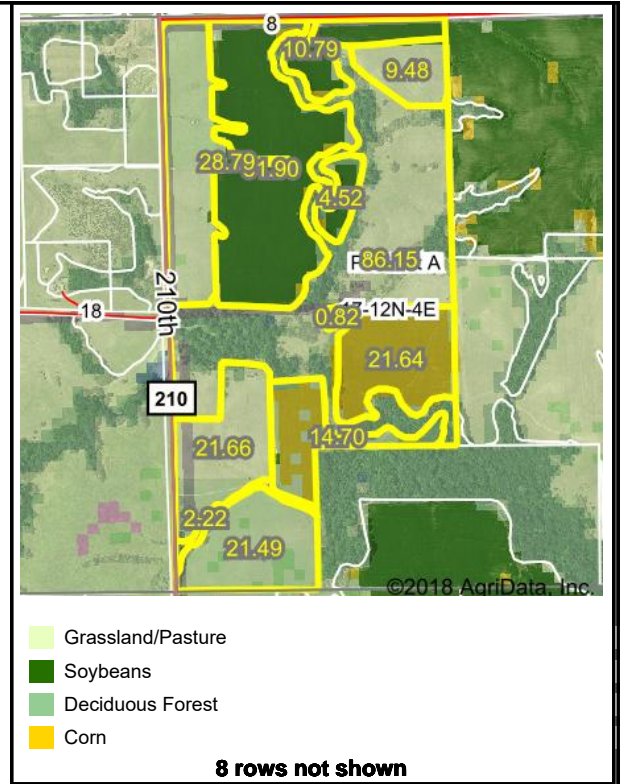 8
10.79
9.48
28.79
4.52
86.15
A
17-12N-4E
0.82
18
210th
21.64
210
14.70
21.66
2.22
21.49
©2018 AgriData, Inc.
Grassland/Pasture
Soybeans
Deciduous Forest
Corn
8 rows not shown